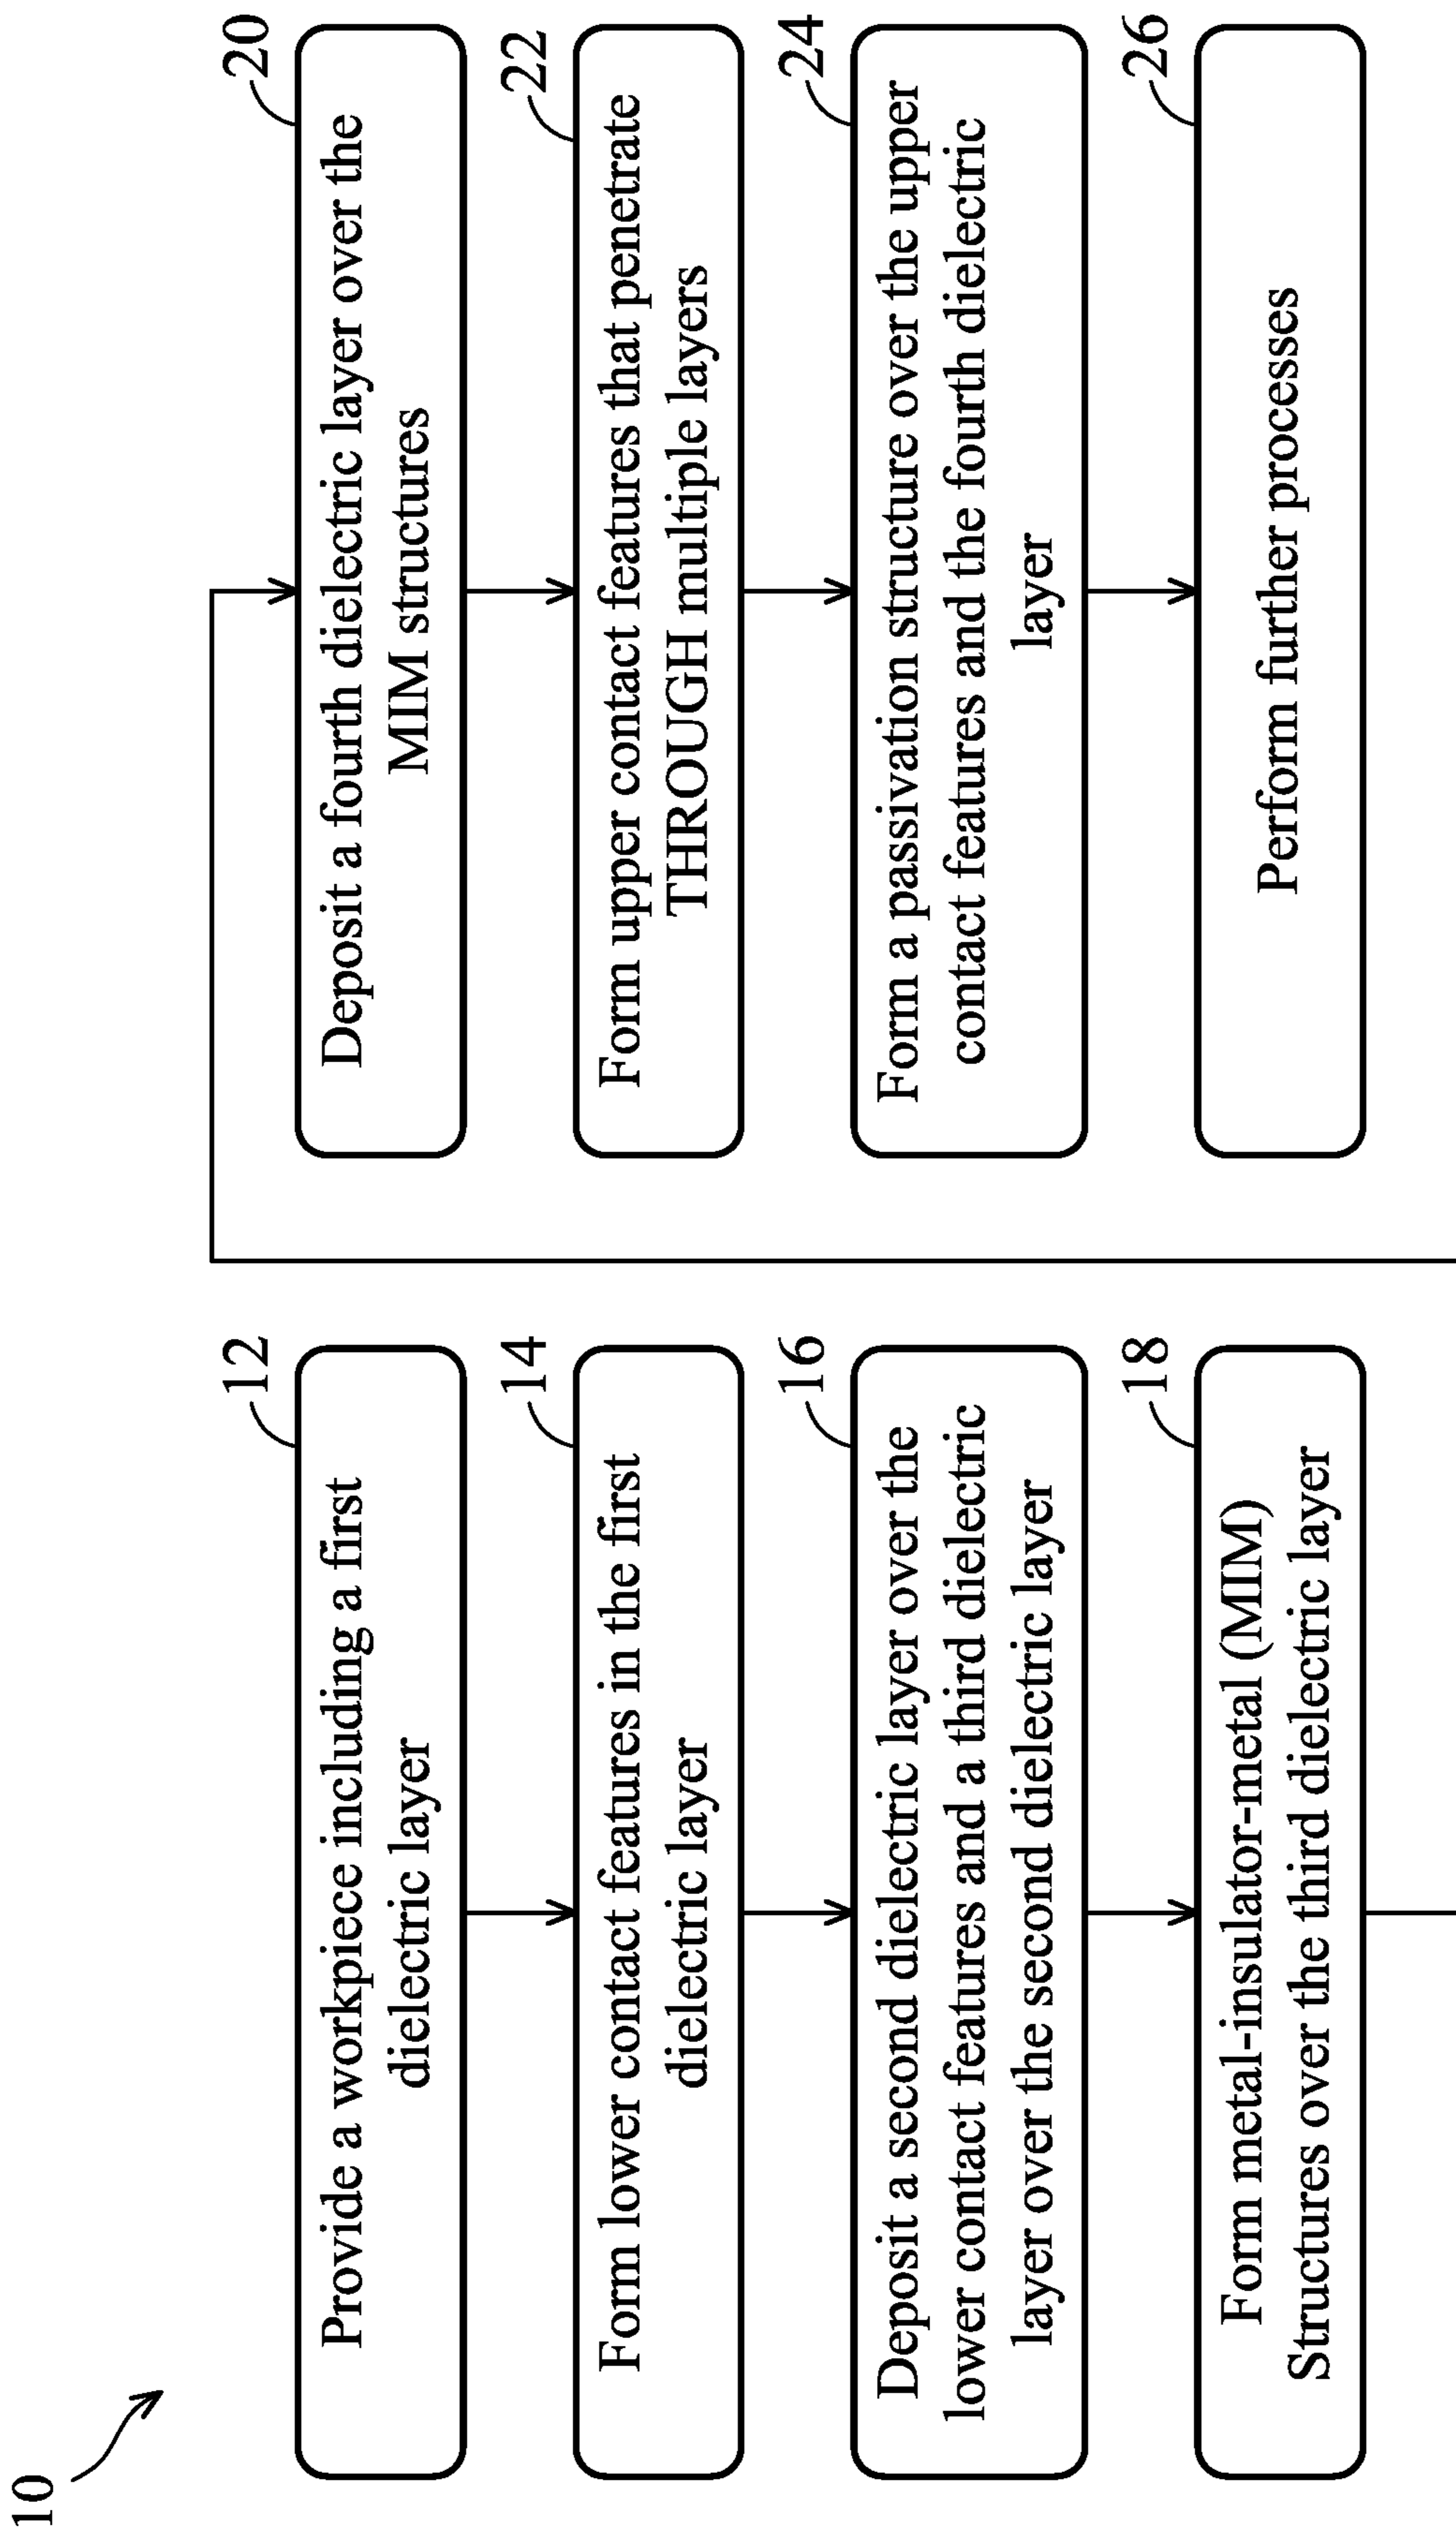 10
12
Provide a workpiece including a first
dielectric layer
14
Form lower contact features in the first
dielectric layer
16
Deposit a second dielectric layer over the
lower contact features and a third dielectric
layer over the second dielectric layer
18
Form metal-insulator-metal (MIM)
Structures over the third dielectric layer
20
Deposit a fourth dielectric layer over the
MIM structures
22
Form upper contact features that penetrate
THROUGH multiple layers
24
Form a passivation structure over the upper
contact features and the fourth dielectric
layer
26
Perform further processes